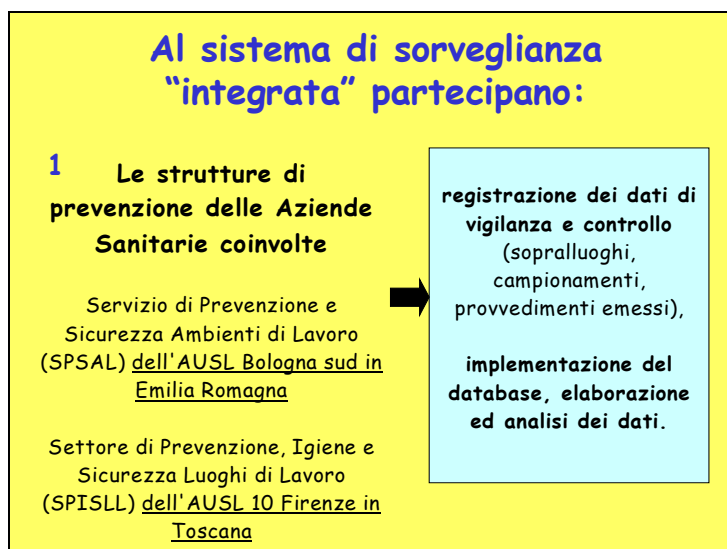 Al sistema di sorveglianza
“integrata” partecipano:
1
Le strutture di
prevenzione delle Aziende
Sanitarie coinvolte
Servizio di Prevenzione e
Sicurezza Ambienti di Lavoro
(SPSAL) dell'AUSL Bologna sud in
Emilia Romagna
Settore di Prevenzione, Igiene e
Sicurezza Luoghi di Lavoro
(SPISLL) dell'AUSL 10 Firenze in
Toscana
registrazione dei dati di
vigilanza e controllo
(sopralluoghi,
campionamenti,
provvedimenti emessi),
implementazione del
database, elaborazione
ed analisi dei dati.